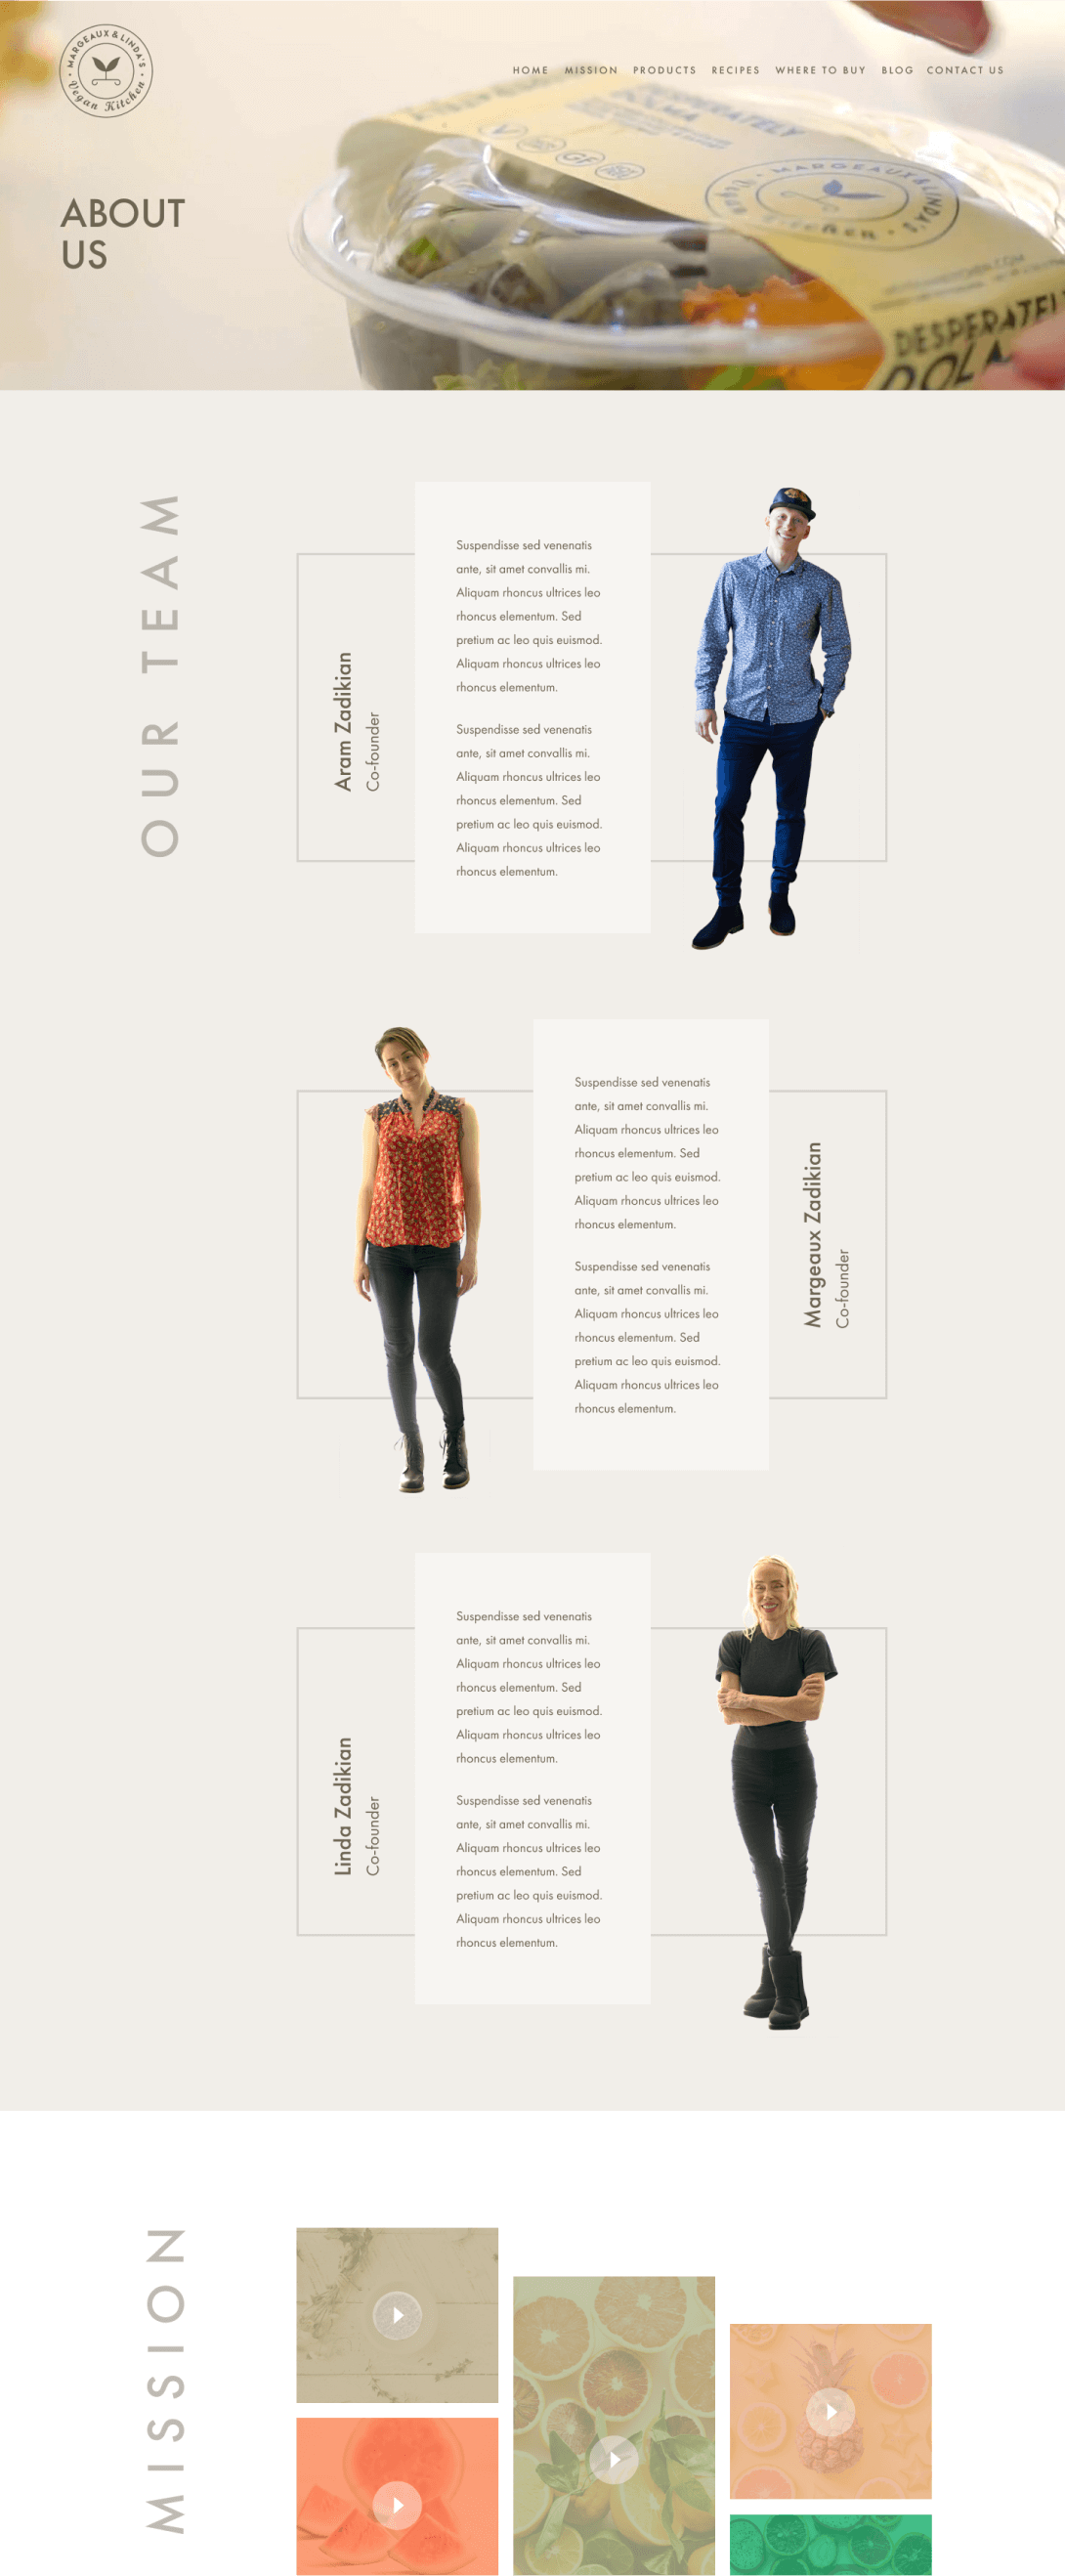 MARGEAUX & LINDA'S
Vegan Kitchen
HOME MISSION PRODUCTS RECIPES WHERE TO BUY BLOG CONTACT US
GF
MARGEAUX & LINDA'S
Vegan Kitchen
DESPERATELY
ABOUT
US
OUR TEAM
Aram Zadikian
Co-founder
Suspendisse sed venenatis
ante, sit amet convallis mi.
Aliquam rhoncus ultrices leo
rhoncus elementum. Sed
pretium ac leo quis euismod.
Aliquam rhoncus ultrices leo
rhoncus elementum.
Suspendisse sed venenatis
ante, sit amet convallis mi.
Aliquam rhoncus ultrices leo
rhoncus elementum. Sed
pretium ac leo quis euismod.
Aliquam rhoncus ultrices leo
rhoncus elementum.
Suspendisse sed venenatis
ante, sit amet convallis mi.
Aliquam rhoncus ultrices leo
rhoncus elementum. Sed
pretium ac leo quis euismod.
Aliquam rhoncus ultrices leo
rhoncus elementum.
Suspendisse sed venenatis
ante, sit amet convallis mi.
Aliquam rhoncus ultrices leo
rhoncus elementum. Sed
pretium ac leo quis euismod.
Aliquam rhoncus ultrices leo
rhoncus elementum.
Margeaux Zadikian
Co-founder
Linda Zadikian
Co-founder
Suspendisse sed venenatis
ante, sit amet convallis mi.
Aliquam rhoncus ultrices leo
rhoncus elementum. Sed
pretium ac leo quis euismod.
Aliquam rhoncus ultrices leo
rhoncus elementum.
Suspendisse sed venenatis
ante, sit amet convallis mi.
Aliquam rhoncus ultrices leo
rhoncus elementum. Sed
pretium ac leo quis euismod.
Aliquam rhoncus ultrices leo
rhoncus elementum.
MISSION